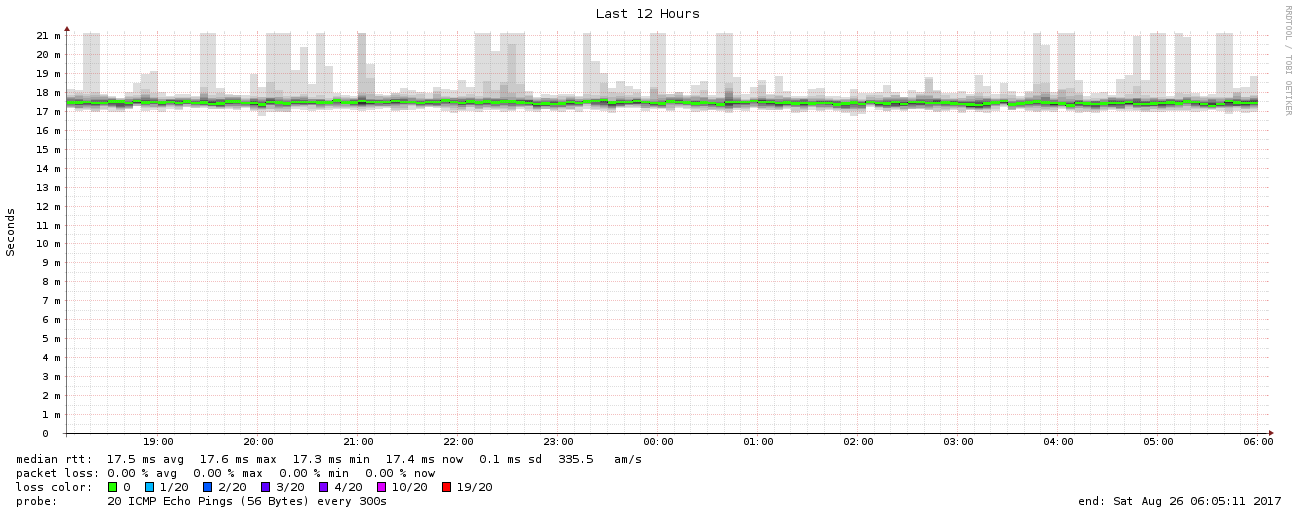 Last 12 Hours
RRDTOOL / TOBI OETIKER
Seconds
21 m
20 m
19 m
18 m
17 m
16 m
15 m
14 m
13 m
12 m
11 m
10 m
9 m
8 m
7 m
6 m
5 m
4 m
3 m
2 m
1 m
0
19:00 20:00 21:00 22:00 23:00 00:00 01:00 02:00 03:00 04:00 05:00 06:00
median rtt: 17.5 ms avg 17.6 ms max 17.3 ms min 17.4 ms now 0.1 ms sd 335.5 am/s
packet loss: 0.00 % avg 0.00 % max 0.00 % min 0.00 % now
loss color: 0 1/20 2/20 3/20 4/20 10/20 19/20
probe: 20 ICMP Echo Pings (56 Bytes) every 300s end: Sat Aug 26 06:05:11 2017